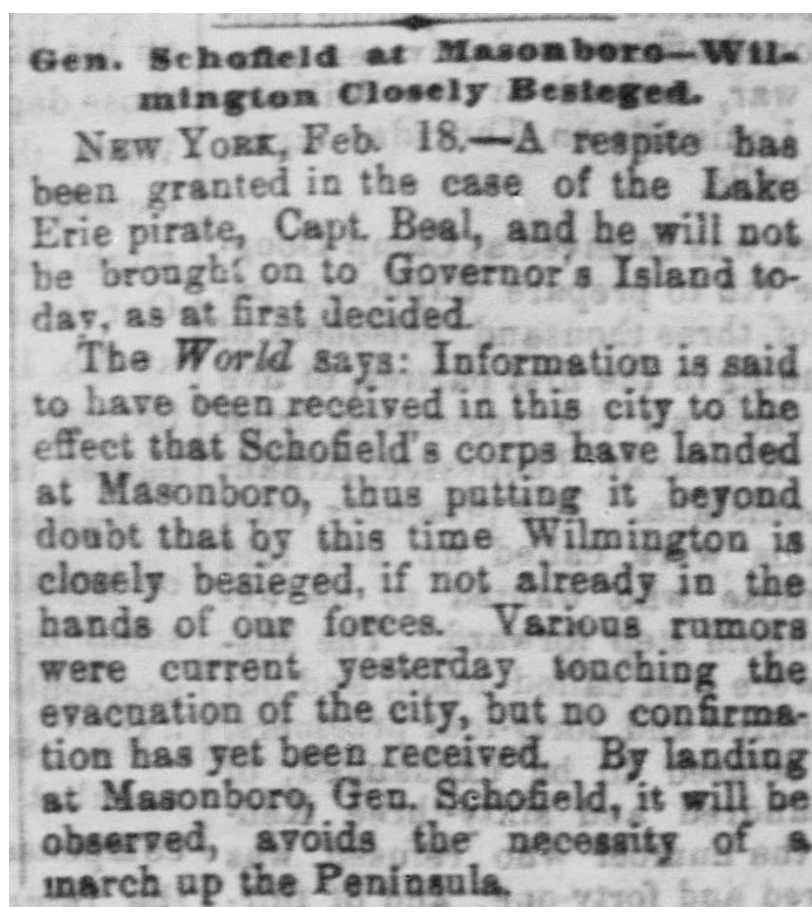 Gen. Schofield at Masonboro—Wil-
mington Closely Besieged.
NEW YORK, Feb. 18.—A respite has
been granted in the case of the Lake
Erie pirate, Capt. Beal, and he will not
be brought on to Governor's Island to-
day, as at first decided.
The World says: Information is said
to have been received in this city to the
effect that Schofield's corps have landed
at Masonboro, thus putting it beyond
doubt that by this time Wilmington is
closely besieged, if not already in the
hands of our forces. Various rumors
were current yesterday touching the
evacuation of the city, but no confirma-
tion has yet been received. By landing
at Masonboro, Gen. Schofield, it will be
observed, avoids the necessity of a
march up the Peninsula.